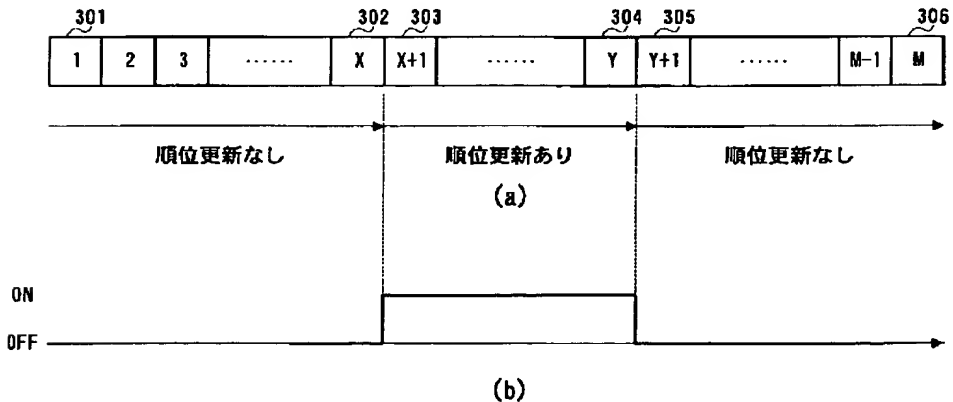 301 302 303 304 305 306
1 2 3 ...... X X+1 ...... Y Y+1 ...... M-1 M
順位更新なし 順位更新あり 順位更新なし
(a)
ON
OFF
(b)